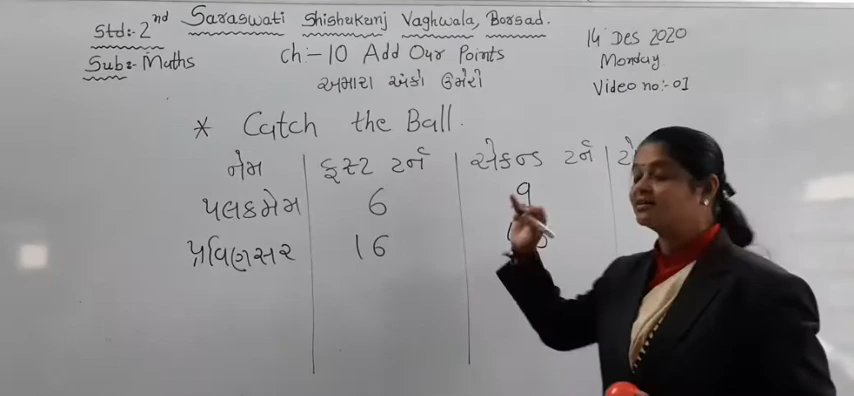 Std:- 2nd Saraswati Shishukunj Vaghwala, Borsad.
Sub:- Maths
Ch:-10 Add Our Points
અમારા અંકો ઉમેરો
14 Des 2020
Monday
Video no:- 01
* Catch the Ball.
નેમ ફસ્ટ ટર્ન સેકન્ડ ટર્ન
પલકમેમ 6 9
પ્રવિણસર 16